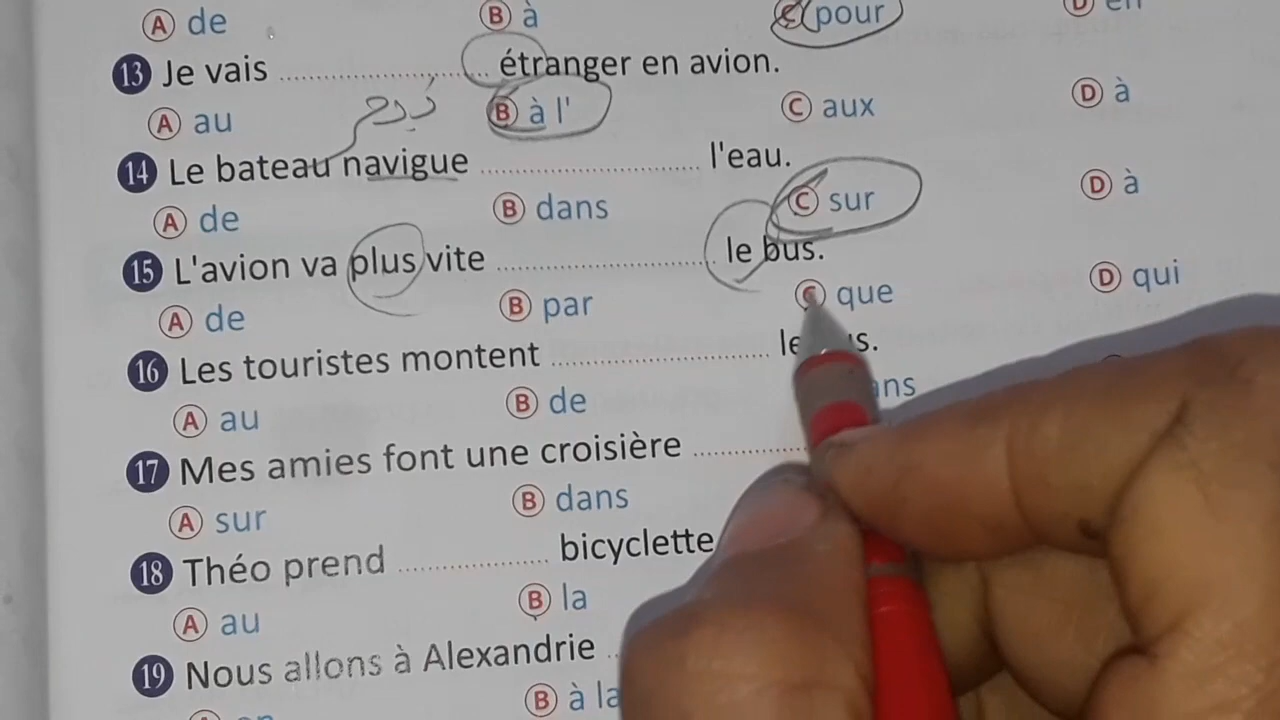 A de B à C pour D en
13 Je vais ........................ étranger en avion.
A au B à l' C aux D à
14 Le bateau navigue ........................ l'eau.
A de B dans C sur D à
15 L'avion va plus vite ........................ le bus.
A de B par C que D qui
16 Les touristes montent ........................
A au B de
17 Mes amies font une croisière ............
A sur B dans
18 Théo prend ................ bicyclette
A au B la
19 Nous allons à Alexandrie ..
B à la